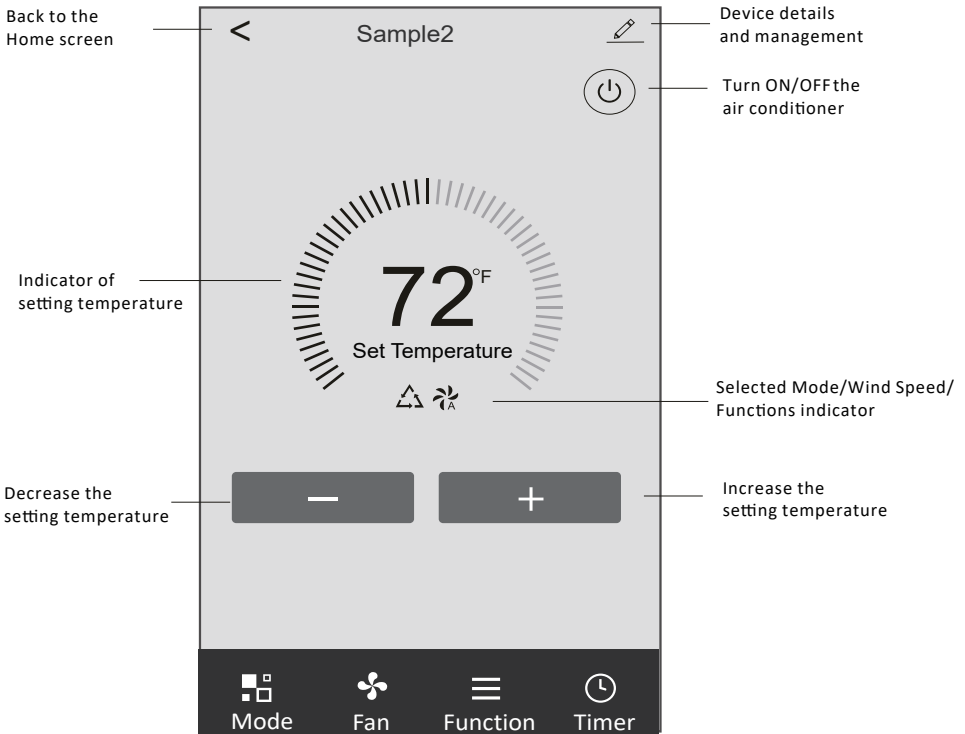 Back to the
Home screen
<
Sample2
Device details
and management
Turn ON/OFF the
air conditioner
Indicator of
setting temperature
72°F
Set Temperature
A
Selected Mode/Wind Speed/
Functions indicator
Decrease the
setting temperature
−
+
Increase the
setting temperature
Mode
Fan
Function
Timer